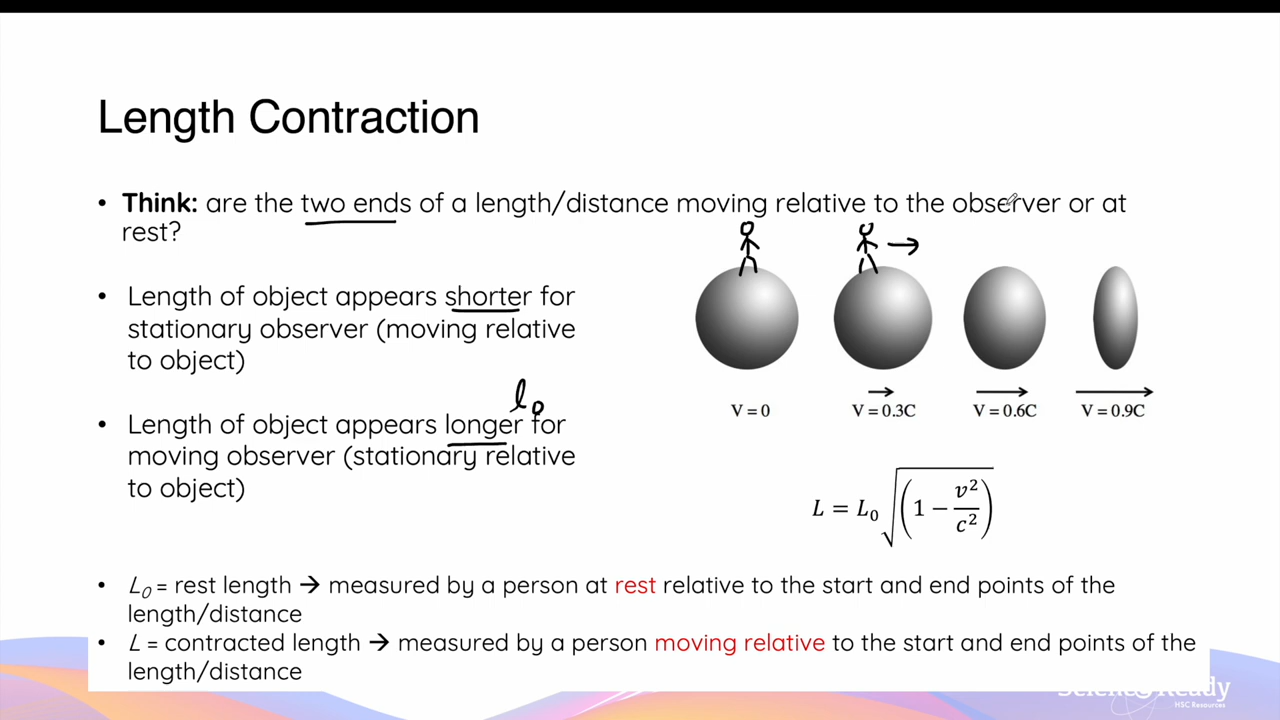 Length Contraction
• Think: are the two ends of a length/distance moving relative to the observer or at
rest?
• Length of object appears shorter for
stationary observer (moving relative
to object)
l₀
• Length of object appears longer for
moving observer (stationary relative
to object)
V = 0
V = 0.3C
V = 0.6C
V = 0.9C
L = L₀ √(1 − v²/c²)
• L₀ = rest length → measured by a person at rest relative to the start and end points of the
length/distance
• L = contracted length → measured by a person moving relative to the start and end points of the
length/distance
Science Ready
HSC Resources